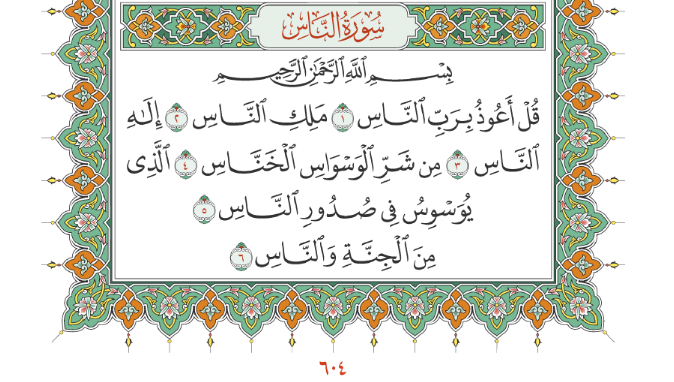 سُورَةُ النَّاسِ
بِسْمِ ٱللَّهِ ٱلرَّحْمَٰنِ ٱلرَّحِيمِ
قُلْ أَعُوذُ بِرَبِّ ٱلنَّاسِ ١ مَلِكِ ٱلنَّاسِ ٢ إِلَٰهِ
ٱلنَّاسِ ٣ مِن شَرِّ ٱلْوَسْوَاسِ ٱلْخَنَّاسِ ٤ ٱلَّذِى
يُوَسْوِسُ فِى صُدُورِ ٱلنَّاسِ ٥
مِنَ ٱلْجِنَّةِ وَٱلنَّاسِ ٦
٦٠٤